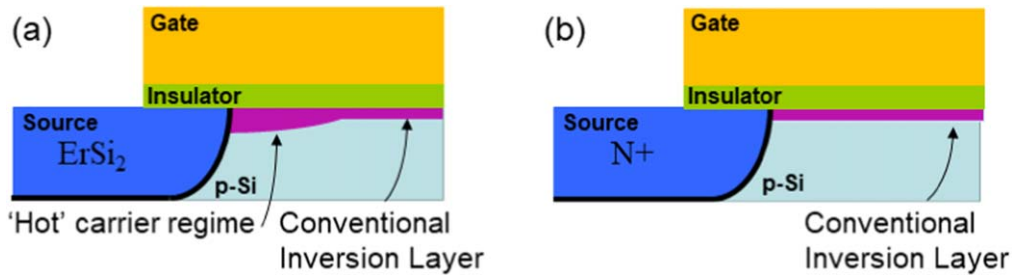 (a)
Gate
Insulator
Source
ErSi2
p-Si
'Hot' carrier regime
Conventional
Inversion Layer
(b)
Gate
Insulator
Source
N+
p-Si
Conventional
Inversion Layer